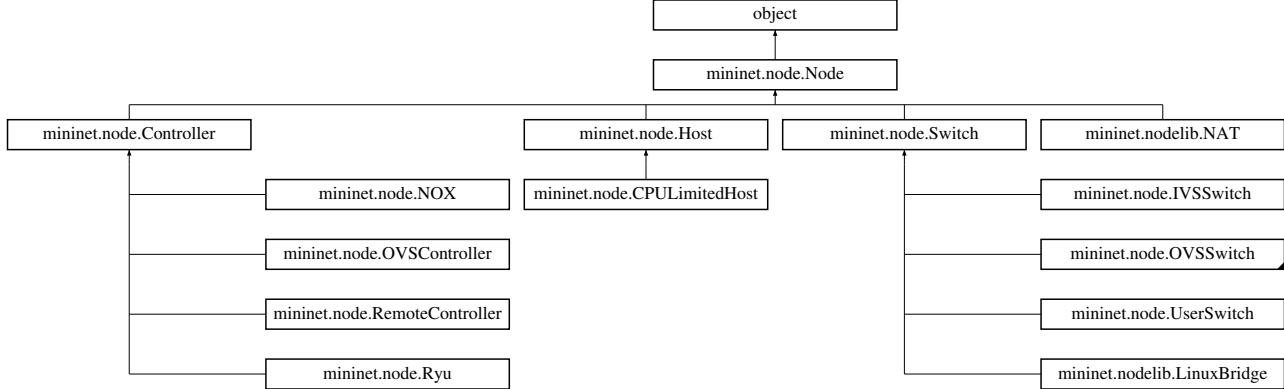 object
mininet.node.Node
mininet.node.Controller
mininet.node.Host
mininet.node.Switch
mininet.nodelib.NAT
mininet.node.NOX
mininet.node.CPULimitedHost
mininet.node.IVSSwitch
mininet.node.OVSController
mininet.node.OVSSwitch
mininet.node.RemoteController
mininet.node.UserSwitch
mininet.node.Ryu
mininet.nodelib.LinuxBridge